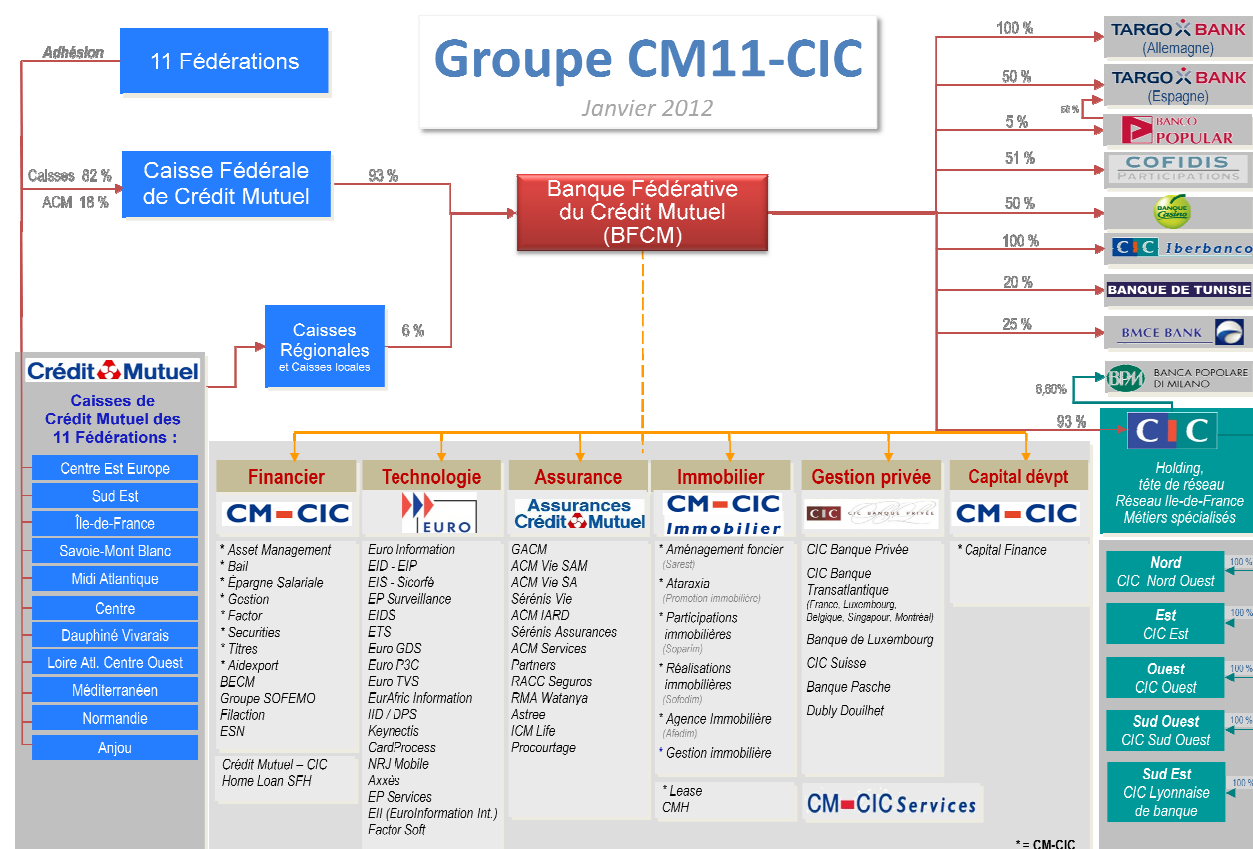 Groupe CM11-CIC
Janvier 2012
Adhésion
11 Fédérations
Caisses 82 %
ACM 18 %
Caisse Fédérale
de Crédit Mutuel
93 %
Banque Fédérative
du Crédit Mutuel
(BFCM)
Caisses
Régionales
et Caisses locales
6 %
100 %
TARGO BANK
(Allemagne)
50 %
TARGO BANK
(Espagne)
5 %
BANCO
POPULAR
51 %
COFIDIS
PARTICIPATIONS
50 %
BANQUE
Casino
100 %
CIC Iberbanco
20 %
BANQUE DE TUNISIE
25 %
BMCE BANK
6,60%
BPM
BANCA POPOLARE
DI MILANO
93 %
CIC
Holding,
tête de réseau
Réseau Ile-de-France
Métiers spécialisés
Nord
CIC Nord Ouest
100 %
Est
CIC Est
100 %
Ouest
CIC Ouest
100 %
Sud Ouest
CIC Sud Ouest
100 %
Sud Est
CIC Lyonnaise
de banque
100 %
Crédit Mutuel
Caisses de
Crédit Mutuel des
11 Fédérations :
Centre Est Europe
Sud Est
Île-de-France
Savoie-Mont Blanc
Midi Atlantique
Centre
Dauphiné Vivarais
Loire Atl. Centre Ouest
Méditerranéen
Normandie
Anjou
Financier
CM-CIC
* Asset Management
* Bail
* Épargne Salariale
* Gestion
* Factor
* Securities
* Titres
* Aidexport
BECM
Groupe SOFEMO
Filaction
ESN
Crédit Mutuel – CIC
Home Loan SFH
Technologie
EURO
Euro Information
EID - EIP
EIS - Sicorfé
EP Surveillance
EIDS
ETS
Euro GDS
Euro P3C
Euro TVS
EurAfric Information
IID / DPS
Keynectis
CardProcess
NRJ Mobile
Axxès
EP Services
EII (EuroInformation Int.)
Factor Soft
Assurance
Assurances
Crédit Mutuel
GACM
ACM Vie SAM
ACM Vie SA
Sérénis Vie
ACM IARD
Sérénis Assurances
ACM Services
Partners
RACC Seguros
RMA Watanya
Astree
ICM Life
Procourtage
Immobilier
CM-CIC
Immobilier
* Aménagement foncier
(Sarest)
* Ataraxia
(Promotion immobilière)
* Participations
immobilières
(Soparim)
* Réalisations
immobilières
(Sofedim)
* Agence Immobilière
(Afedim)
* Gestion immobilière
* Lease
CMH
Gestion privée
CIC CIC BANQUE PRIVÉE
CIC Banque Privée
CIC Banque
Transatlantique
(France, Luxembourg,
Belgique, Singapour, Montréal)
Banque de Luxembourg
CIC Suisse
Banque Pasche
Dubly Douilhet
CM-CIC Services
Capital dévpt
CM-CIC
* Capital Finance
* = CM-CIC